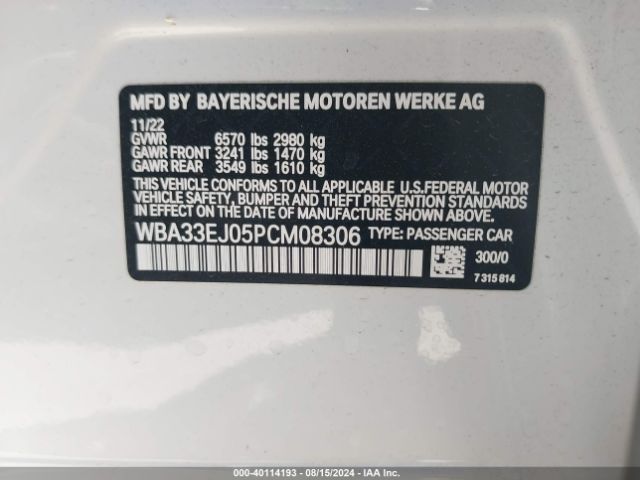 MFD BY BAYERISCHE MOTOREN WERKE AG
11/22
GVWR 6570 lbs 2980 kg
GAWR FRONT 3241 lbs 1470 kg
GAWR REAR 3549 lbs 1610 kg
THIS VEHICLE CONFORMS TO ALL APPLICABLE U.S.FEDERAL MOTOR
VEHICLE SAFETY, BUMPER AND THEFT PREVENTION STANDARDS
IN EFFECT ON THE DATE OF MANUFACTURE SHOWN ABOVE.
WBA33EJ05PCM08306 TYPE: PASSENGER CAR
300/0
7315814
000-40114193 - 08/15/2024 - IAA Inc.